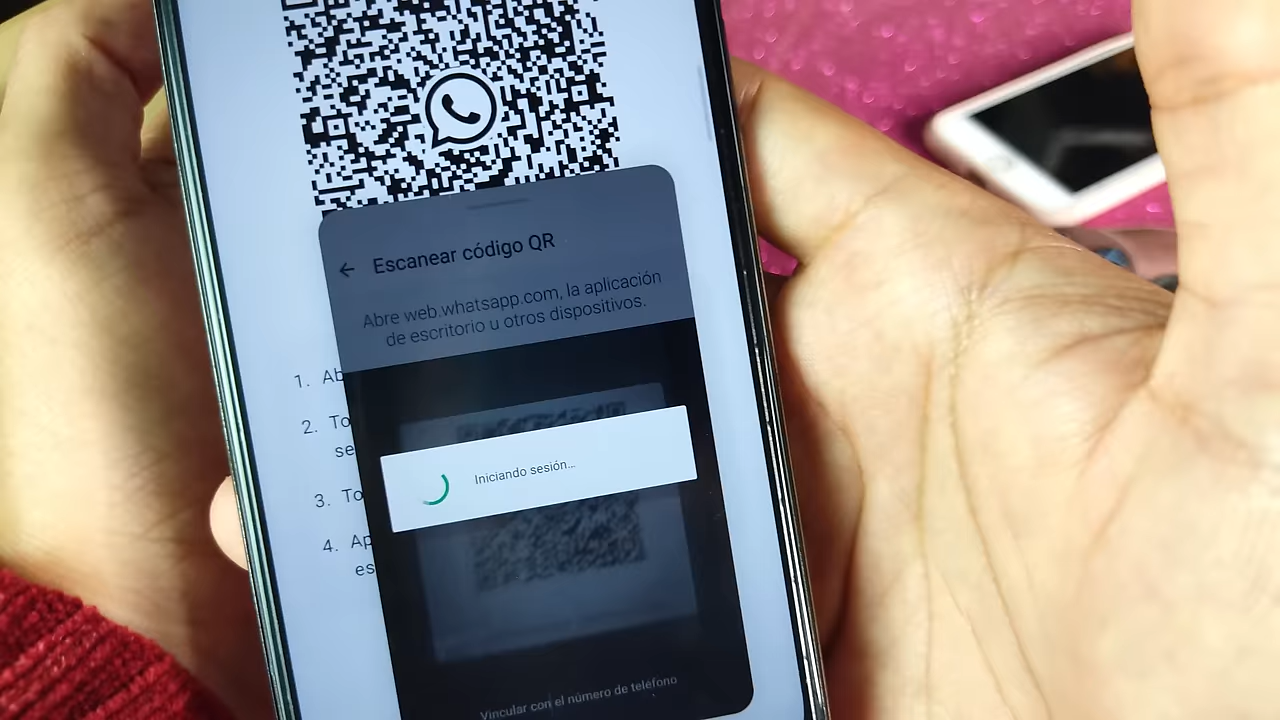 Escanear código QR
Abre web.whatsapp.com, la aplicación
de escritorio u otros dispositivos.
1. Ab
2. To
se
3. To
4. Ap
es
Iniciando sesión...
Vincular con el número de teléfono